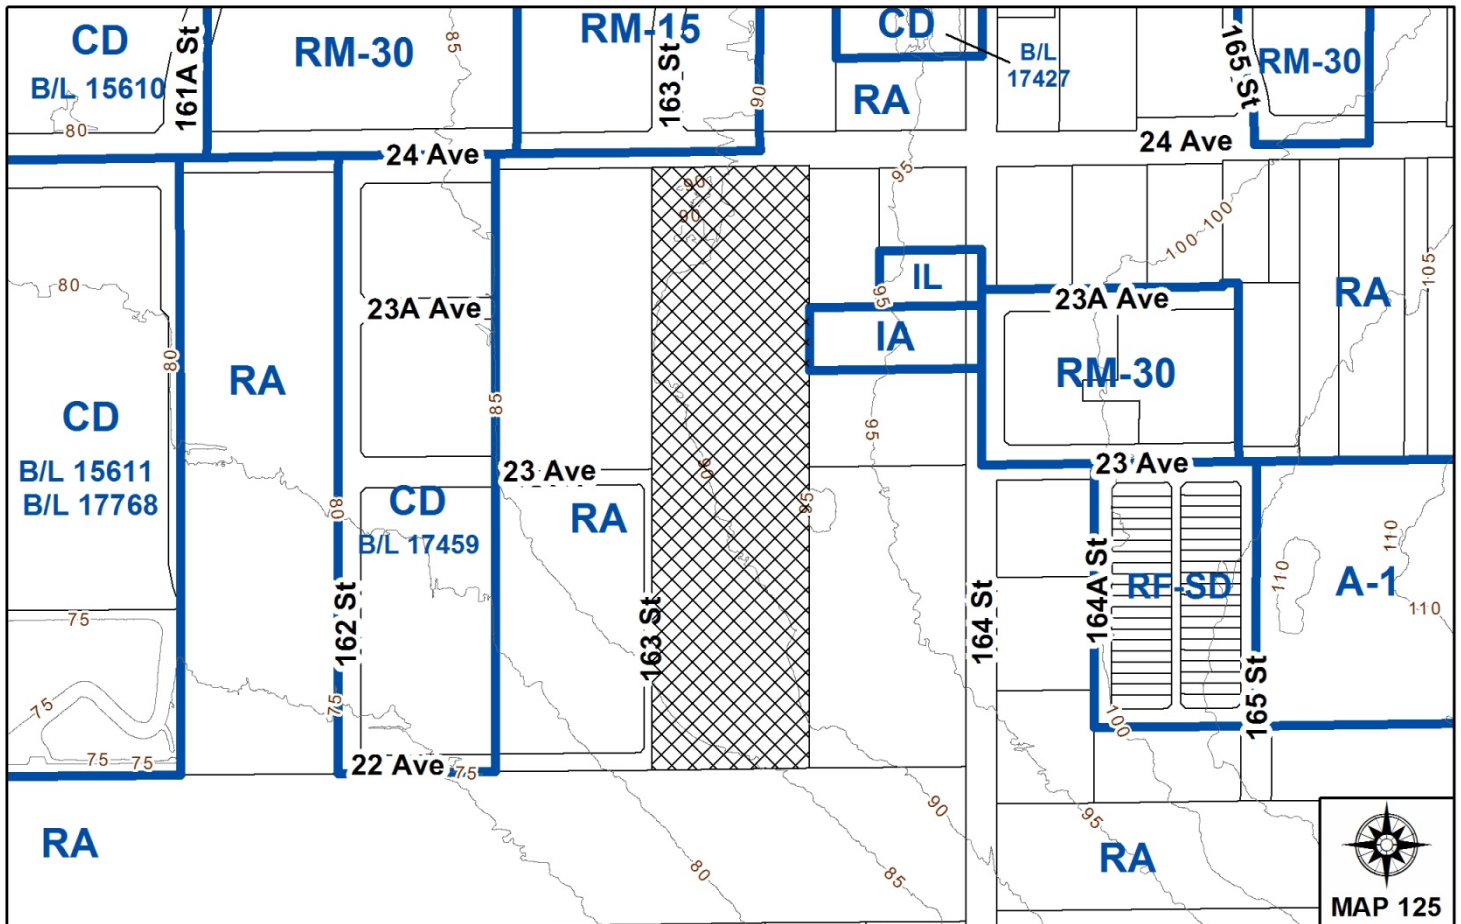 CD
B/L 15610
161A St
RM-30
85
RM-15
163 St
90
CD
B/L
17427
RA
165 St
RM-30
80
24 Ave
24 Ave
90
90
95
100
100
80
23A Ave
IL
95
23A Ave
RA
105
IA
80
RA
RM-30
CD
85
95
B/L 15611
B/L 17768
23 Ave
90
23 Ave
80
CD
RA
95
B/L 17459
110
110
A-1
164A St
RF-SD
110
75
162 St
163 St
164 St
165 St
75
75
100
75
75
22 Ave
75
90
95
RA
80
85
RA
MAP 125